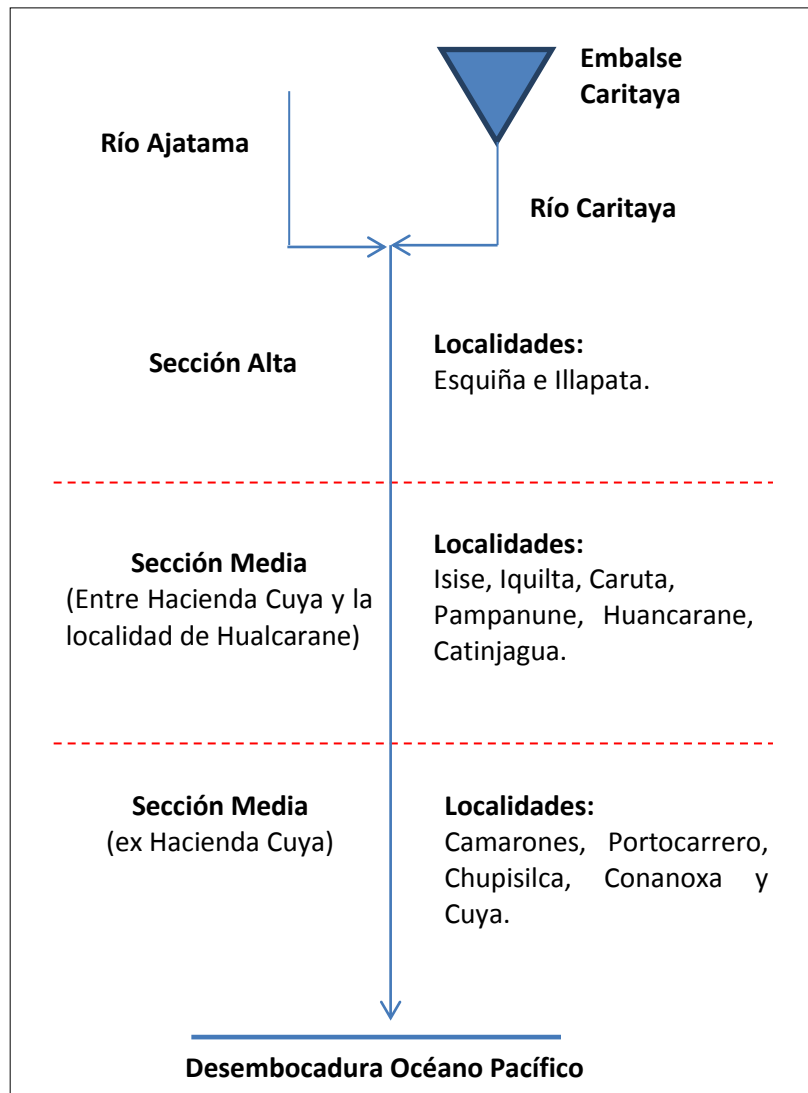 Embalse
Caritaya
Río Ajatama
Río Caritaya
Sección Alta
Localidades:
Esquiña e Illapata.
Sección Media
(Entre Hacienda Cuya y la
localidad de Hualcarane)
Localidades:
Isise, Iquilta, Caruta,
Pampanune, Huancarane,
Catinjagua.
Sección Media
(ex Hacienda Cuya)
Localidades:
Camarones, Portocarrero,
Chupisilca, Conanoxa y
Cuya.
Desembocadura Océano Pacífico